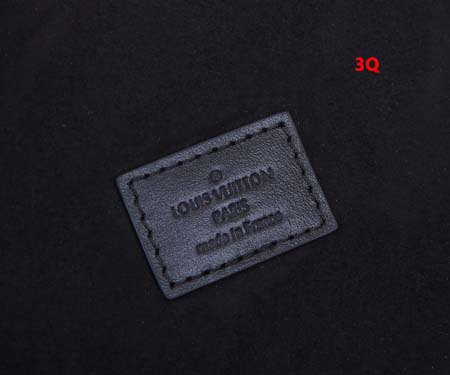 3Q
LOUIS VUITTON
PARIS
made in France